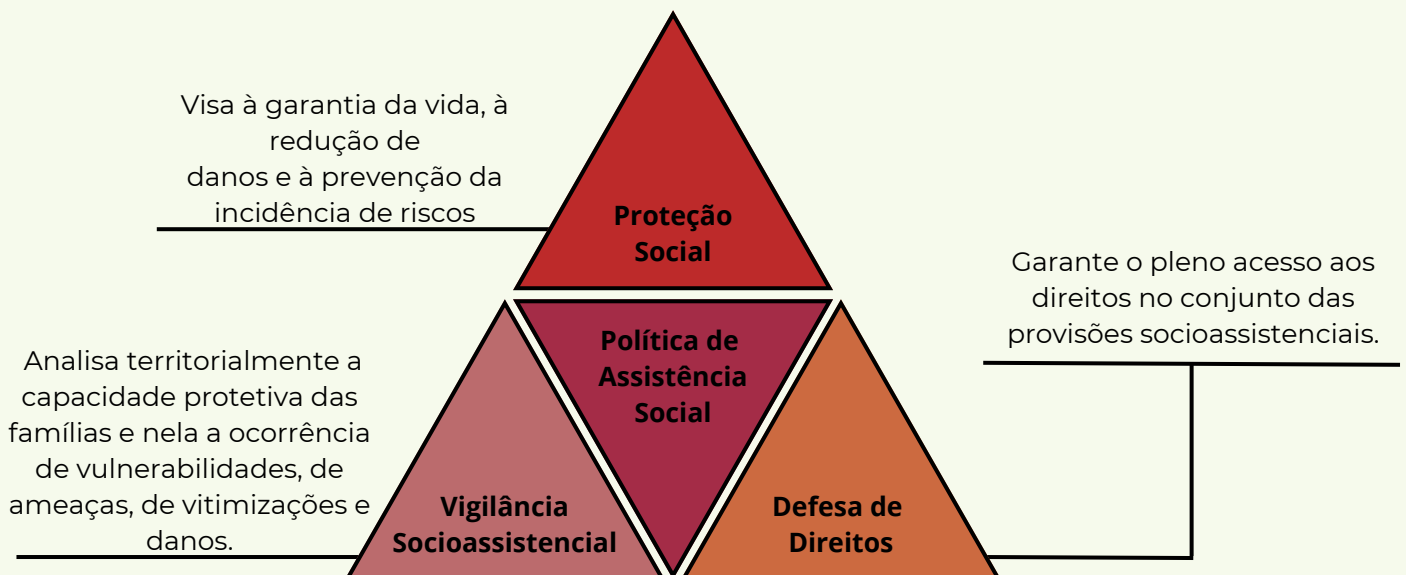 Visa à garantia da vida, à
redução de
danos e à prevenção da
incidência de riscos
Proteção
Social
Garante o pleno acesso aos
direitos no conjunto das
provisões socioassistenciais.
Política de
Assistência
Social
Analisa territorialmente a
capacidade protetiva das
famílias e nela a ocorrência
de vulnerabilidades, de
ameaças, de vitimizações e
danos.
Vigilância
Socioassistencial
Defesa de
Direitos